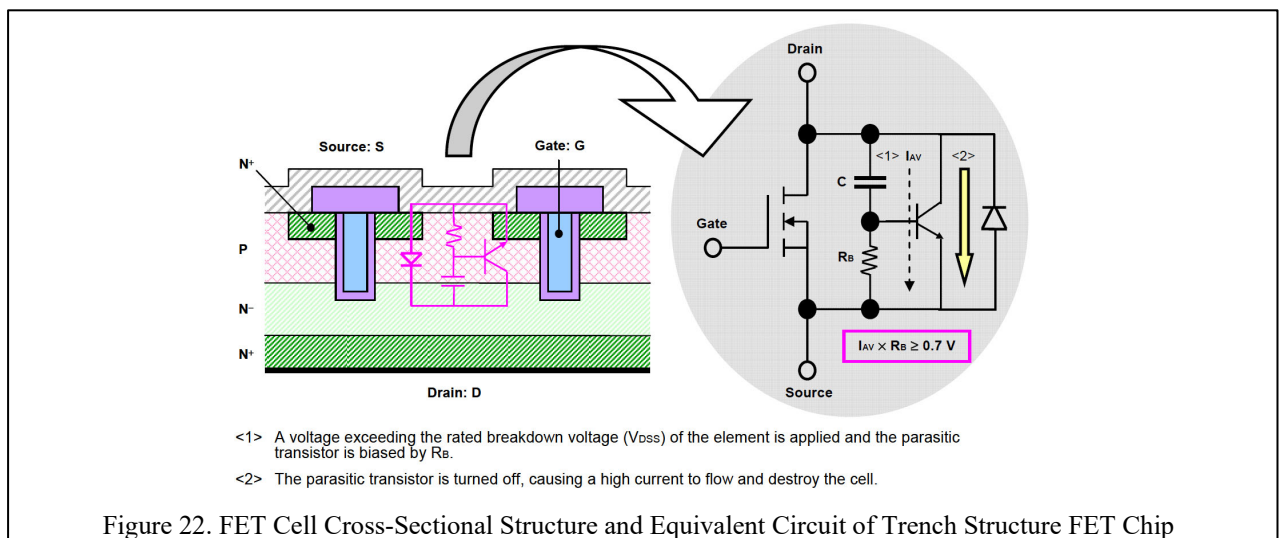 Drain
Source: S
Gate: G
N+
<1> IAV
<2>
C
Gate
P
RB
N−
N+
IAV × RB ≥ 0.7 V
Drain: D
Source
<1> A voltage exceeding the rated breakdown voltage (VDSS) of the element is applied and the parasitic
transistor is biased by RB.
<2> The parasitic transistor is turned off, causing a high current to flow and destroy the cell.
Figure 22. FET Cell Cross-Sectional Structure and Equivalent Circuit of Trench Structure FET Chip